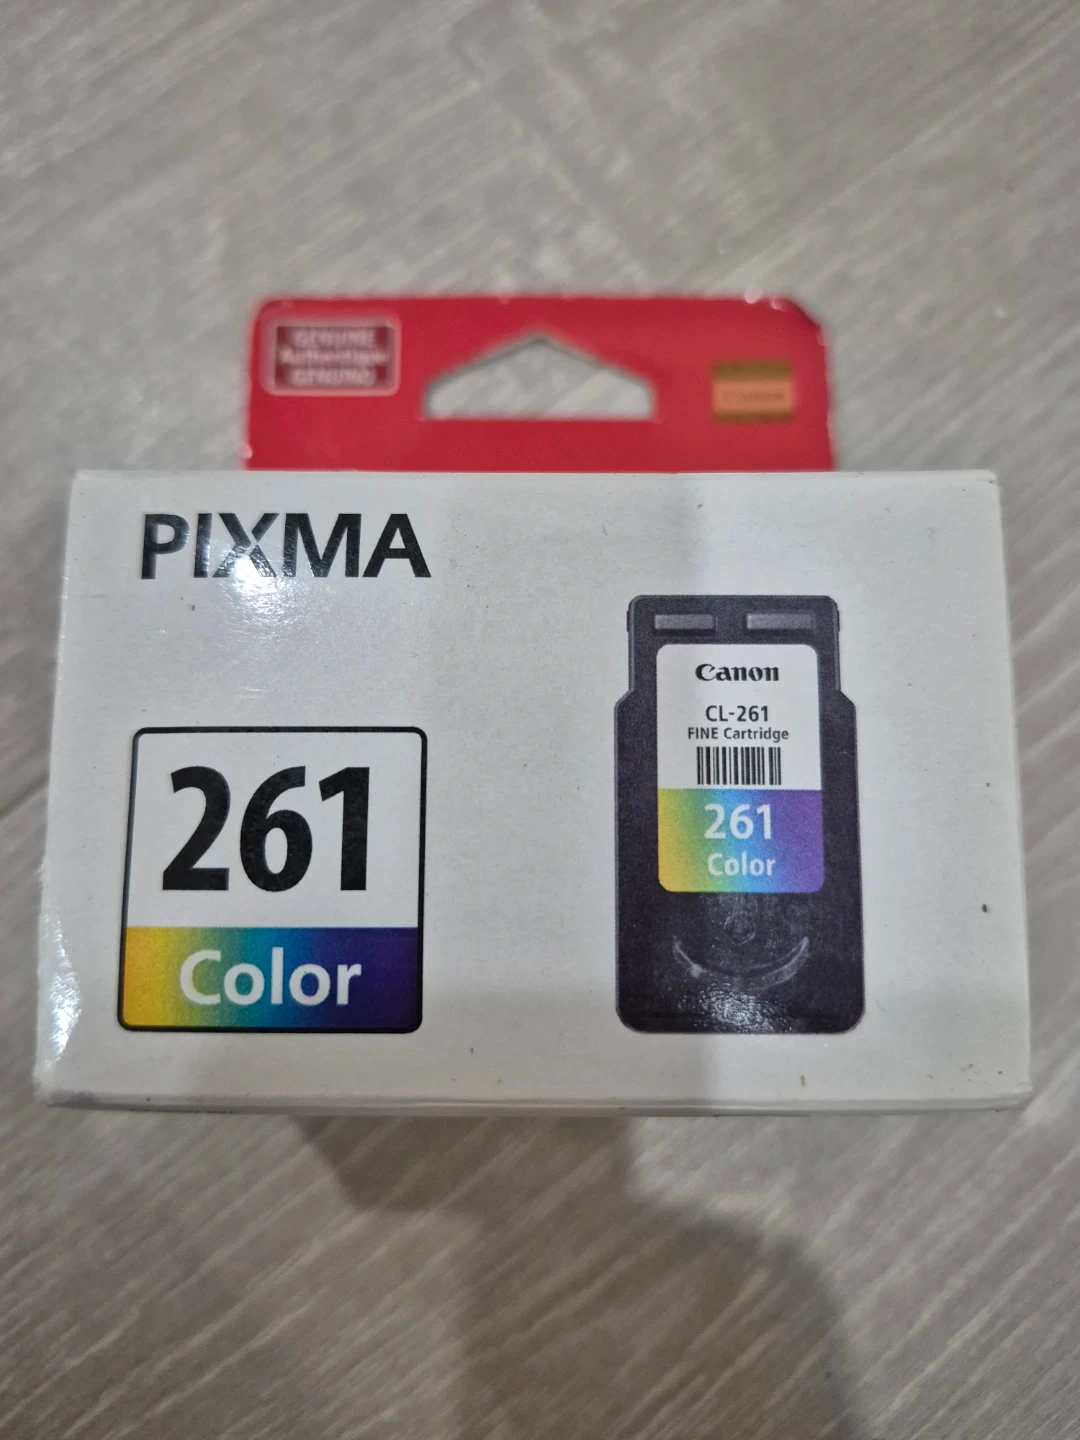 GENUINE
Authentique
GENUINO
Canon
PIXMA
261
Color
Canon
CL-261
FINE Cartridge
261
Color